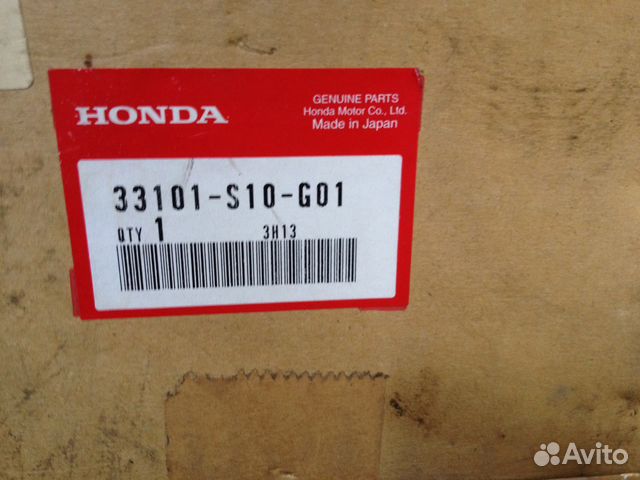 HONDA
GENUINE PARTS
Honda Motor Co., Ltd.
Made in Japan
33101-S10-G01
QTY 1 3H13
Avito